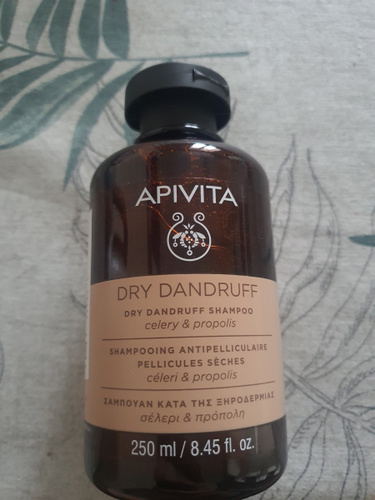 APIVITA
DRY DANDRUFF
DRY DANDRUFF SHAMPOO
celery & propolis
SHAMPOOING ANTIPELLICULAIRE
PELLICULES SÈCHES
céleri & propolis
ΣΑΜΠΟΥΑΝ ΚΑΤΑ ΤΗΣ ΞΗΡΟΔΕΡΜΙΑΣ
σέλερι & πρόπολη
250 ml / 8.45 fl. oz.